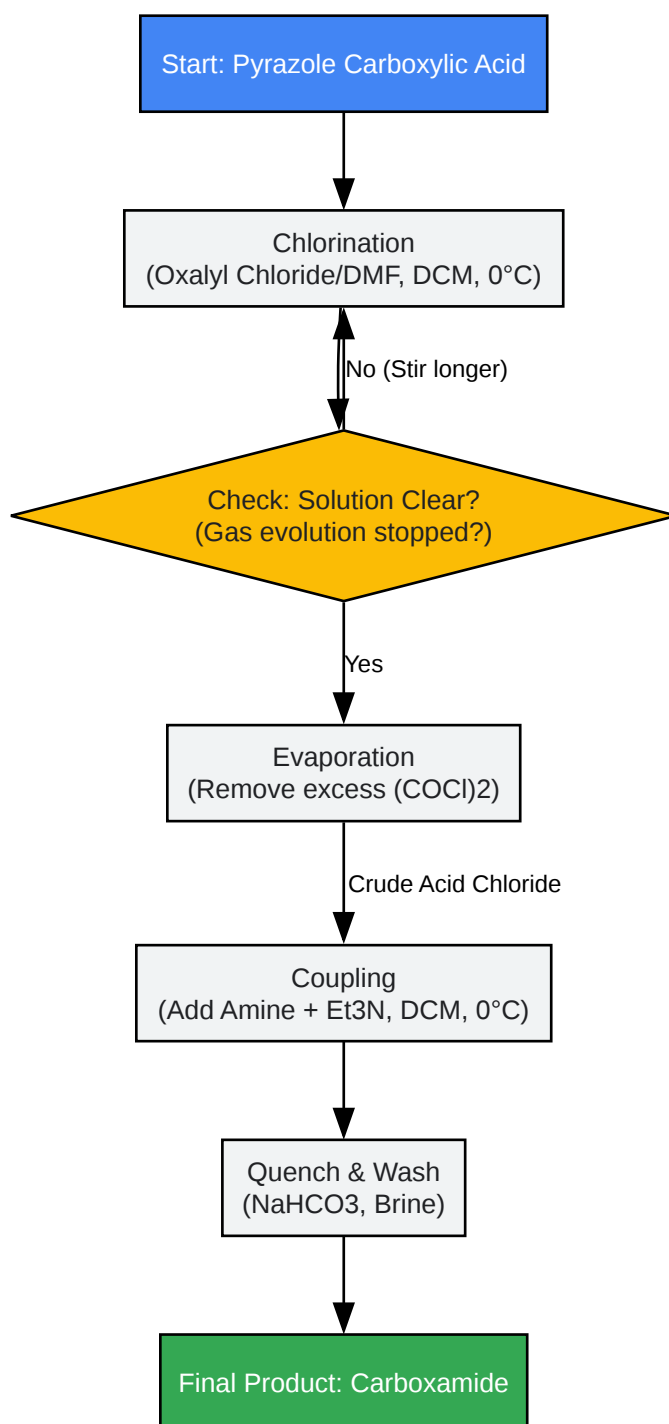 Start: Pyrazole Carboxylic Acid
Chlorination
(Oxalyl Chloride/DMF, DCM, 0°C)
No (Stir longer)
Check: Solution Clear?
(Gas evolution stopped?)
Yes
Evaporation
(Remove excess (COCl)2)
Crude Acid Chloride
Coupling
(Add Amine + Et3N, DCM, 0°C)
Quench & Wash
(NaHCO3, Brine)
Final Product: Carboxamide